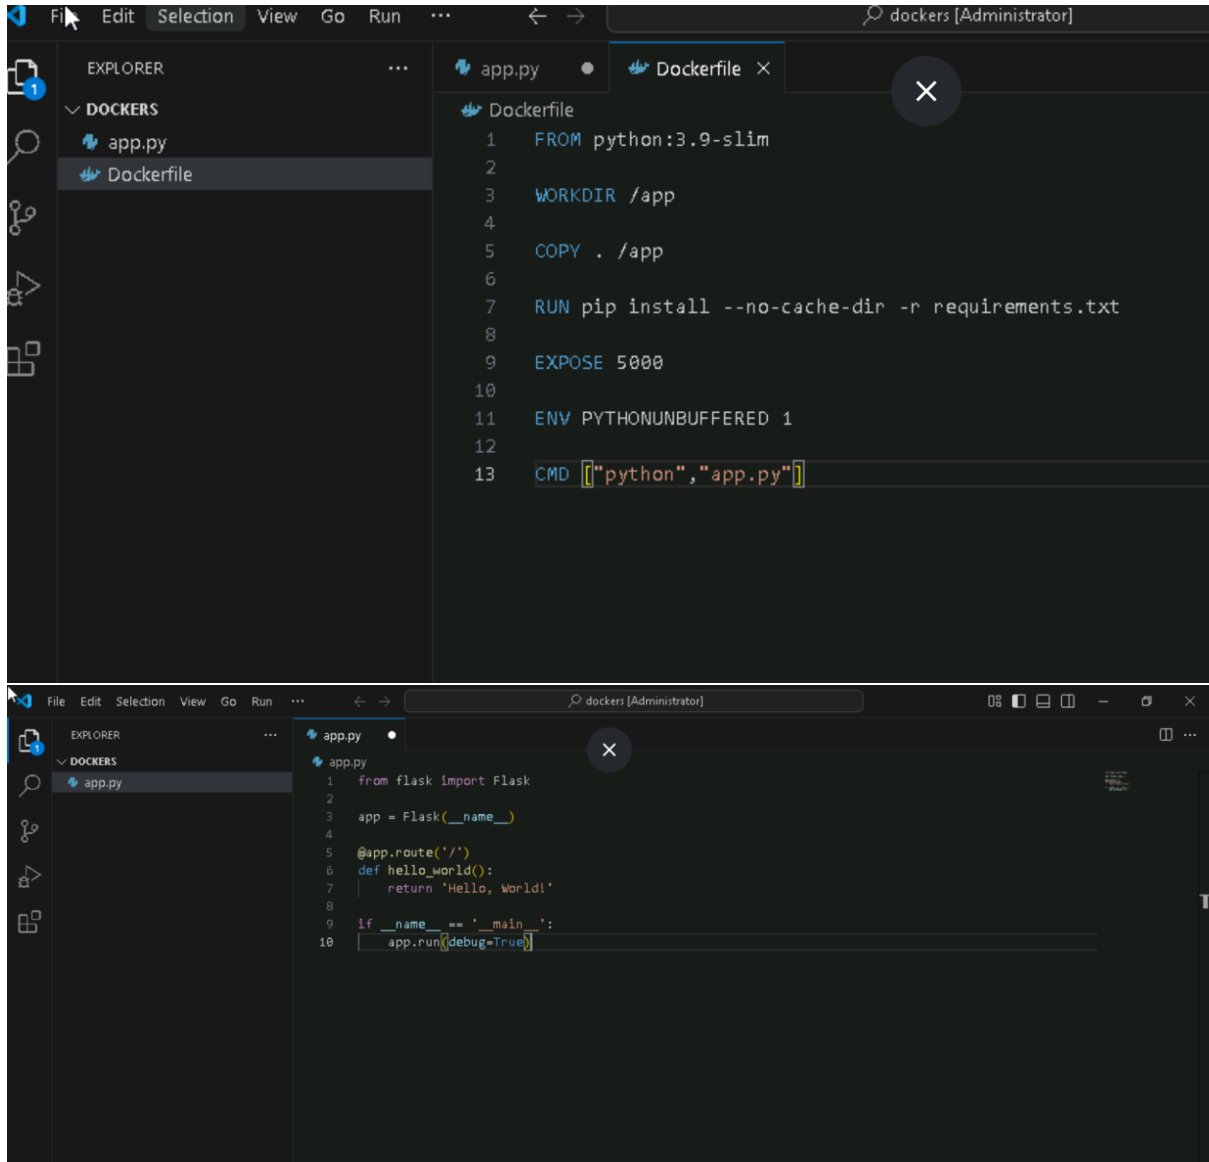 File Edit Selection View Go Run ···
dockers [Administrator]
EXPLORER ···
DOCKERS
app.py
Dockerfile
1
app.py
Dockerfile
Dockerfile
1 FROM python:3.9-slim
2
3 WORKDIR /app
4
5 COPY . /app
6
7 RUN pip install --no-cache-dir -r requirements.txt
8
9 EXPOSE 5000
10
11 ENV PYTHONUNBUFFERED 1
12
13 CMD ["python","app.py"]
File Edit Selection View Go Run ···
dockers [Administrator]
EXPLORER ···
DOCKERS
app.py
1
app.py
app.py
1 from flask import Flask
2
3 app = Flask(__name__)
4
5 @app.route('/')
6 def hello_world():
7 return 'Hello, World!'
8
9 if __name__ == '__main__':
10 app.run(debug=True)